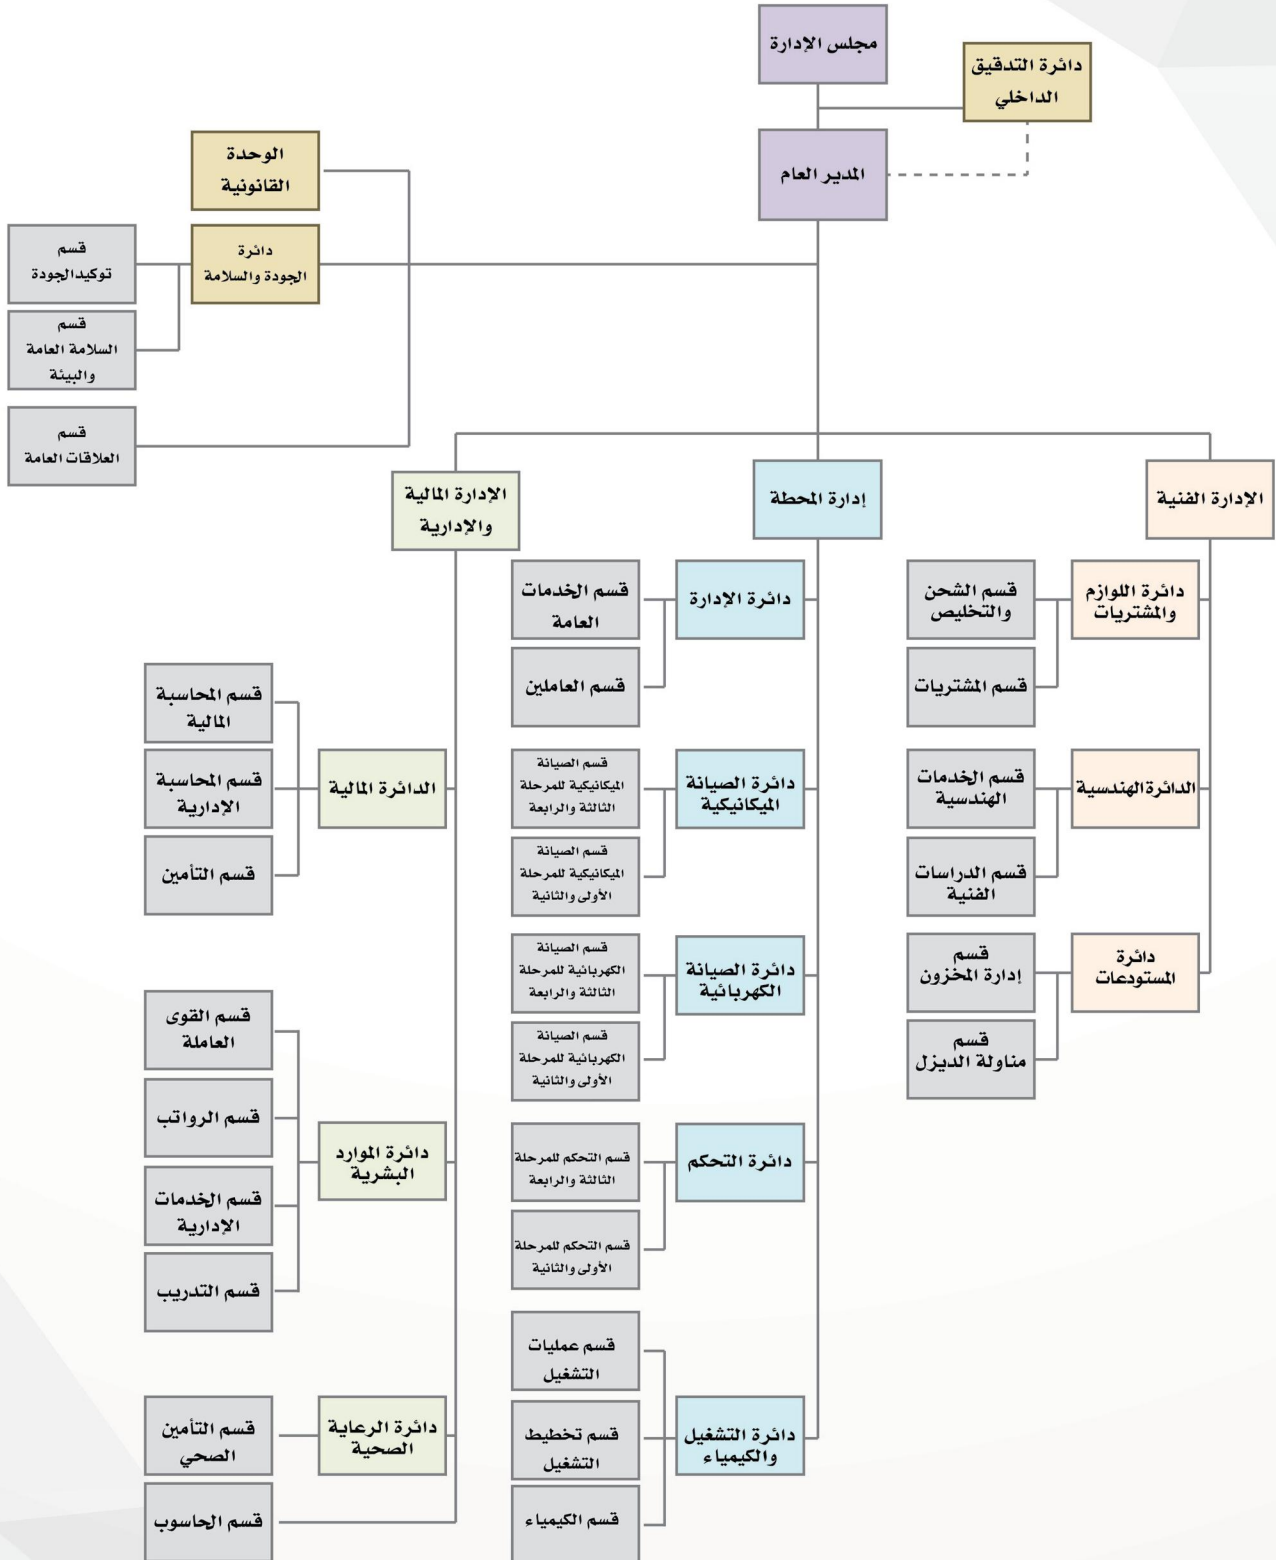 مجلس الإدارة
دائرة التدقيق
الداخلي
المدير العام
الوحدة
القانونية
دائرة
الجودة والسلامة
قسم
توكيدالجودة
قسم
السلامة العامة
والبيئة
قسم
العلاقات العامة
الإدارة الفنية
إدارة المحطة
الإدارة المالية
والإدارية
دائرة اللوازم
والمشتريات
قسم الشحن
والتخليص
قسم المشتريات
الدائرة الهندسية
قسم الخدمات
الهندسية
قسم الدراسات
الفنية
دائرة
المستودعات
قسم
إدارة المخزون
قسم
مناولة الديزل
دائرة الإدارة
قسم الخدمات
العامة
قسم العاملين
دائرة الصيانة
الميكانيكية
قسم الصيانة
الميكانيكية للمرحلة
الثالثة والرابعة
قسم الصيانة
الميكانيكية للمرحلة
الأولى والثانية
دائرة الصيانة
الكهربائية
قسم الصيانة
الكهربائية للمرحلة
الثالثة والرابعة
قسم الصيانة
الكهربائية للمرحلة
الأولى والثانية
دائرة التحكم
قسم التحكم للمرحلة
الثالثة والرابعة
قسم التحكم للمرحلة
الأولى والثانية
دائرة التشغيل
والكيمياء
قسم عمليات
التشغيل
قسم تخطيط
التشغيل
قسم الكيمياء
الدائرة المالية
قسم المحاسبة
المالية
قسم المحاسبة
الإدارية
قسم التأمين
دائرة الموارد
البشرية
قسم القوى
العاملة
قسم الرواتب
قسم الخدمات
الإدارية
قسم التدريب
دائرة الرعاية
الصحية
قسم التأمين
الصحي
قسم الحاسوب